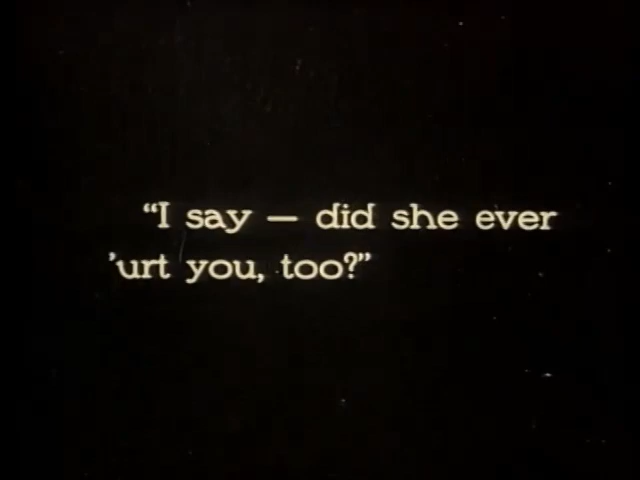 “I say — did she ever
’urt you, too?”